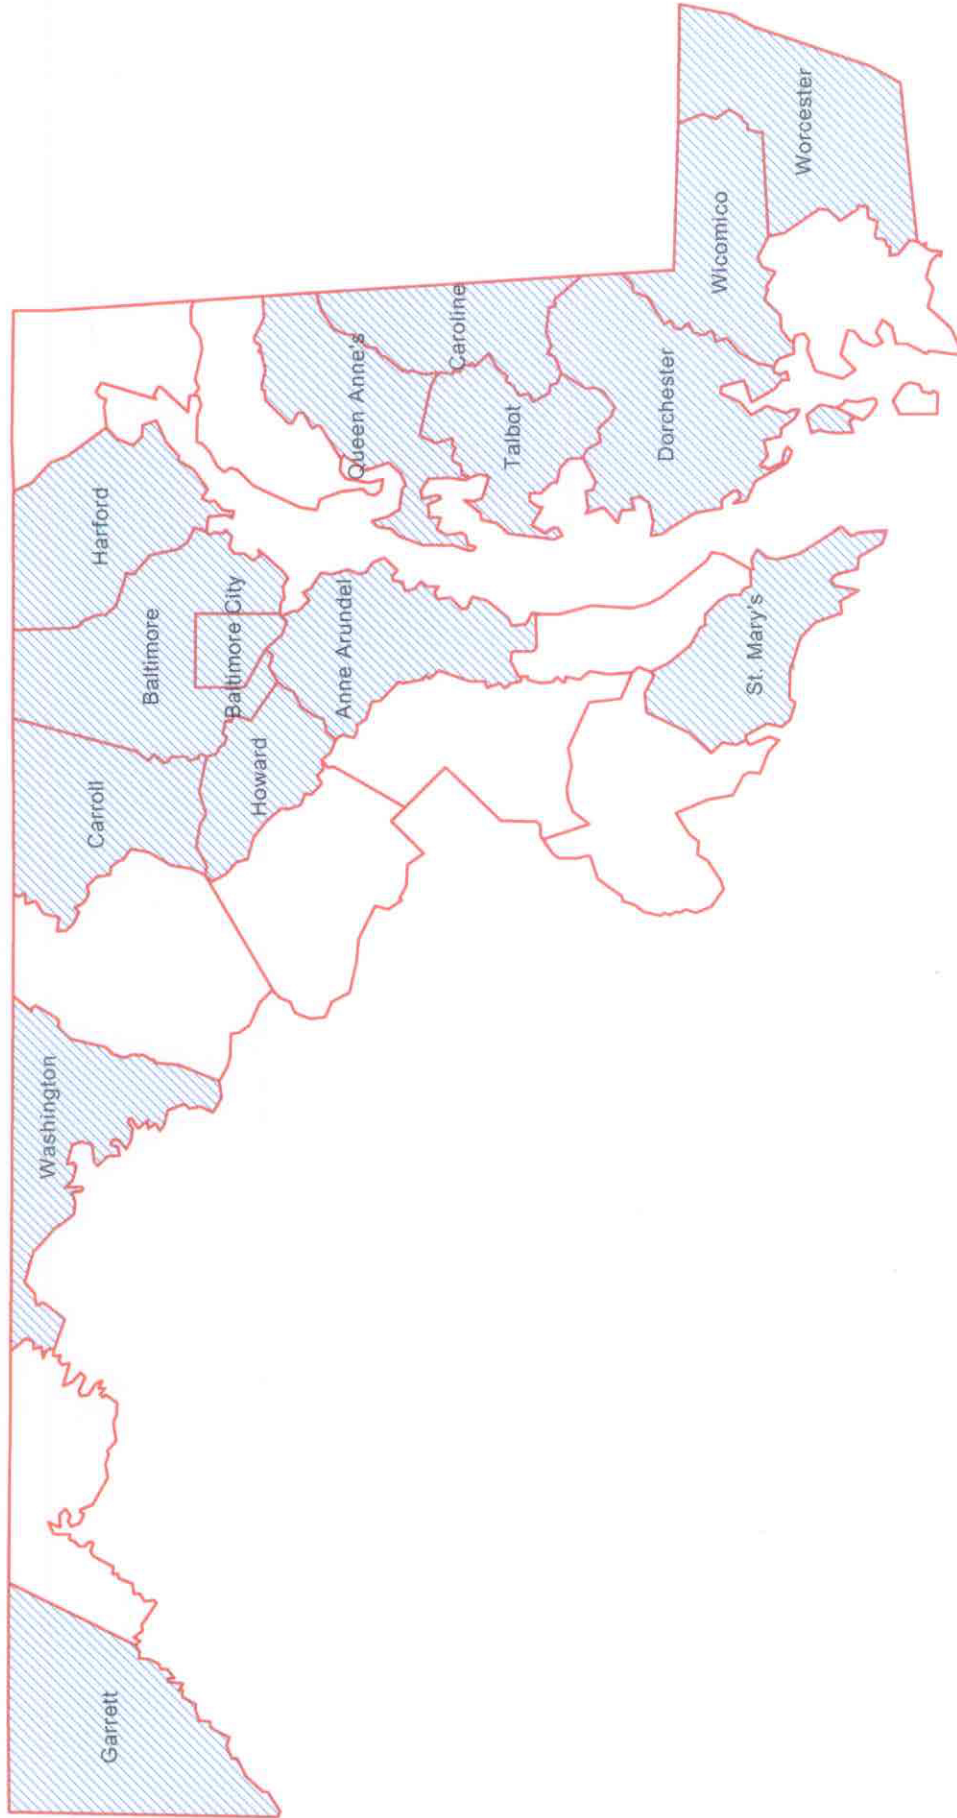 Garrett
Washington
Carroll
Baltimore
Harford
Howard
Baltimore City
Anne Arundel
Queen Anne's
Caroline
Talbot
Dorchester
St. Mary's
Wicomico
Worcester